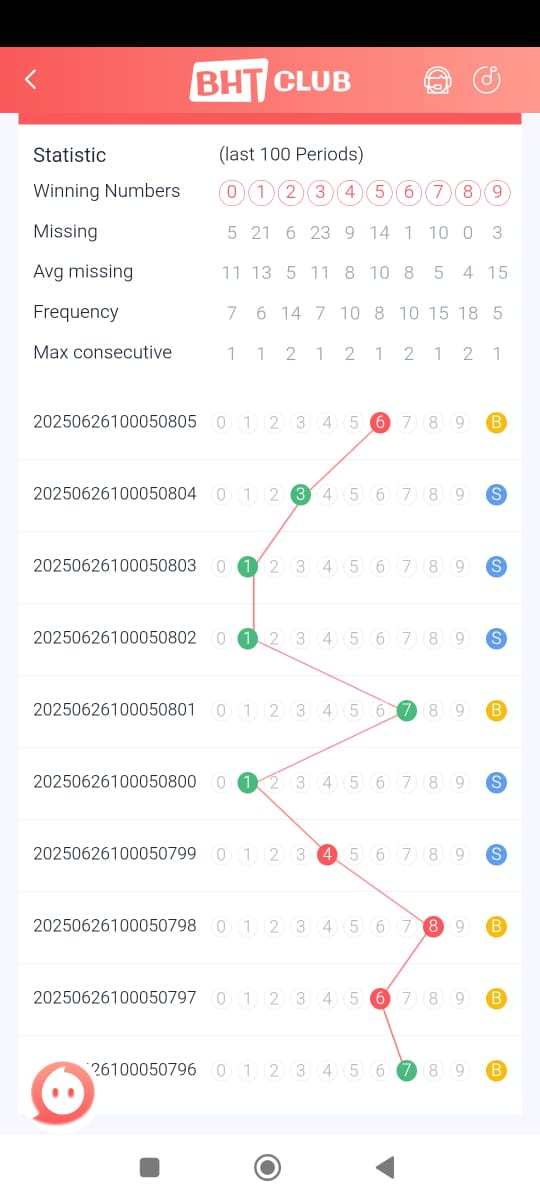 BHT CLUB
Statistic (last 100 Periods)
Winning Numbers 0 1 2 3 4 5 6 7 8 9
Missing 5 21 6 23 9 14 1 10 0 3
Avg missing 11 13 5 11 8 10 8 5 4 15
Frequency 7 6 14 7 10 8 10 15 18 5
Max consecutive 1 1 2 1 2 1 2 1 2 1
20250626100050805 0 1 2 3 4 5 6 7 8 9 B
20250626100050804 0 1 2 3 4 5 6 7 8 9 S
20250626100050803 0 1 2 3 4 5 6 7 8 9 S
20250626100050802 0 1 2 3 4 5 6 7 8 9 S
20250626100050801 0 1 2 3 4 5 6 7 8 9 B
20250626100050800 0 1 2 3 4 5 6 7 8 9 S
20250626100050799 0 1 2 3 4 5 6 7 8 9 S
20250626100050798 0 1 2 3 4 5 6 7 8 9 B
20250626100050797 0 1 2 3 4 5 6 7 8 9 B
26100050796 0 1 2 3 4 5 6 7 8 9 B